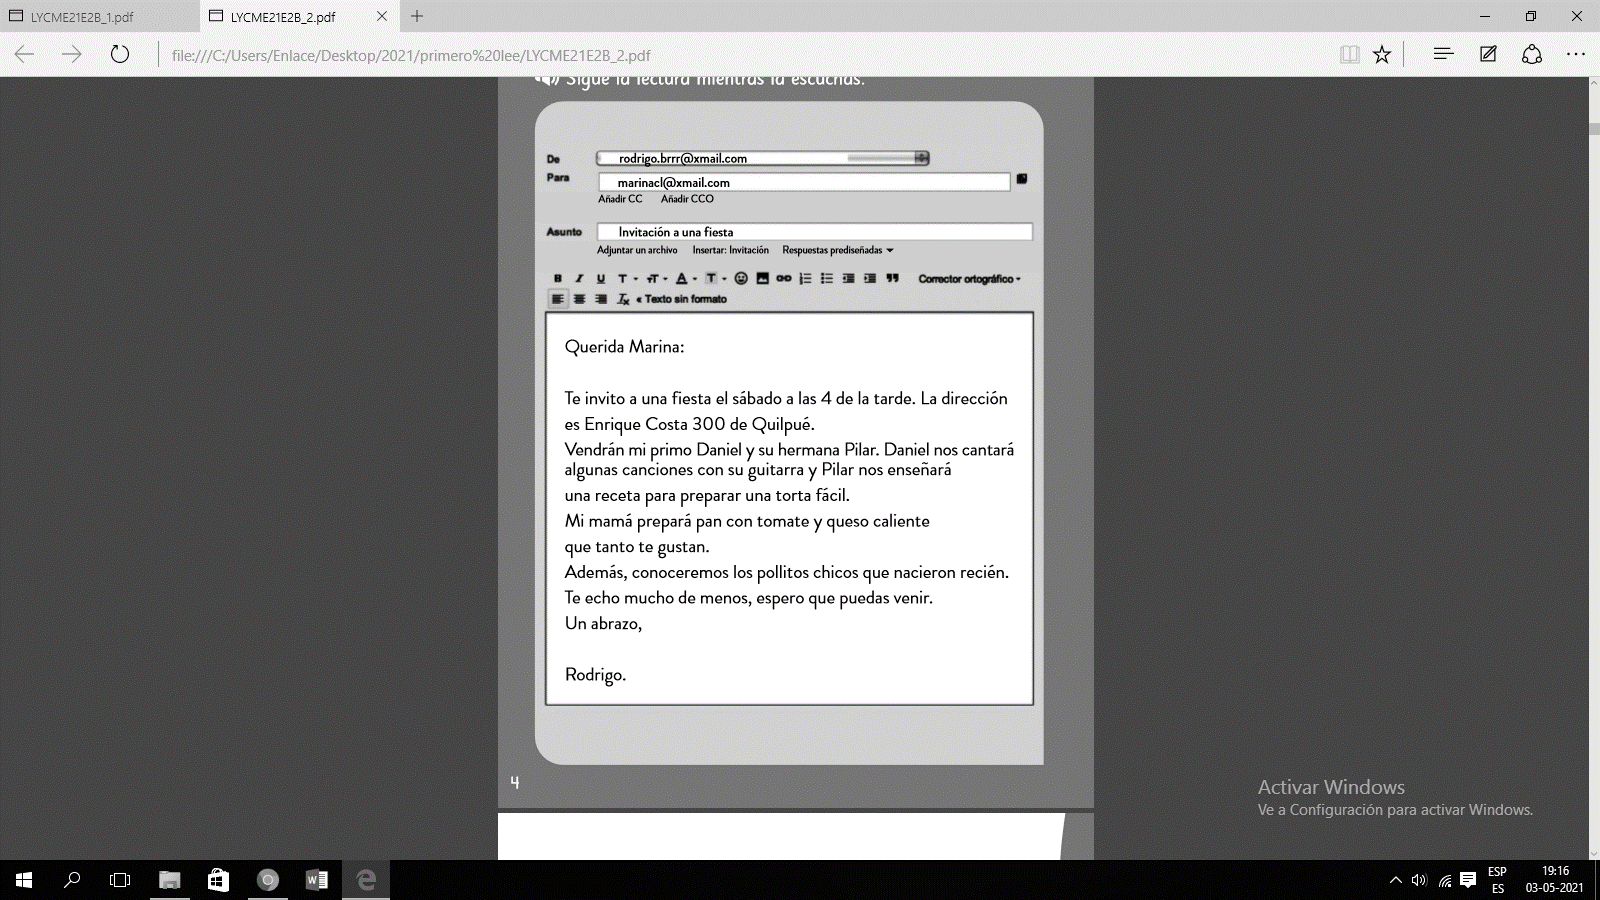 LYCME21E2B_1.pdf
LYCME21E2B_2.pdf
file:///C:/Users/Enlace/Desktop/2021/primero%20lee/LYCME21E2B_2.pdf
Sigue la lectura mientras la escuchas.
De rodrigo.brrr@xmail.com
Para marinacl@xmail.com
Añadir CC Añadir CCO
Asunto Invitación a una fiesta
Adjuntar un archivo Insertar: Invitación Respuestas prediseñadas
B I U T T A T Corrector ortográfico
Tx « Texto sin formato
Querida Marina:
Te invito a una fiesta el sábado a las 4 de la tarde. La dirección
es Enrique Costa 300 de Quilpué.
Vendrán mi primo Daniel y su hermana Pilar. Daniel nos cantará
algunas canciones con su guitarra y Pilar nos enseñará
una receta para preparar una torta fácil.
Mi mamá prepará pan con tomate y queso caliente
que tanto te gustan.
Además, conoceremos los pollitos chicos que nacieron recién.
Te echo mucho de menos, espero que puedas venir.
Un abrazo,
Rodrigo.
4
Activar Windows
Ve a Configuración para activar Windows.
ESP
ES
19:16
03-05-2021